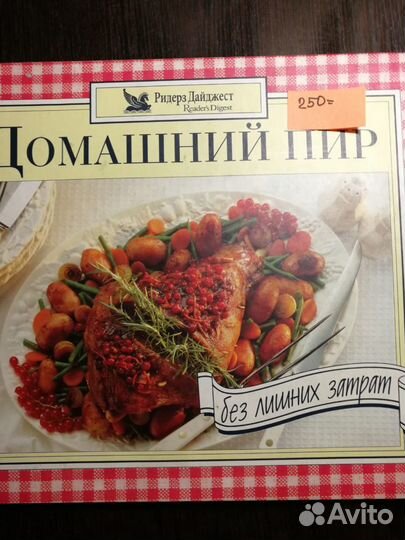 Ридерз Дайджест
Reader's Digest
250=
ДОМАШНИЙ ПИР
без лишних затрат
Avito